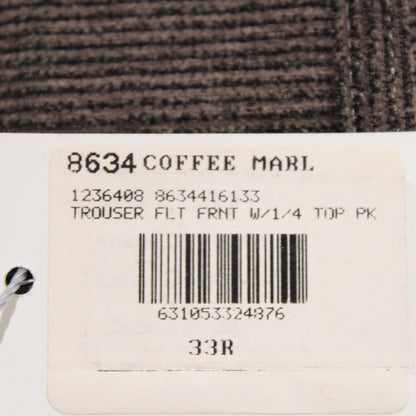 8634 COFFEE MARL
1236408 8634416133
TROUSER FLT FRNT W/1/4 TOP PK
631053324876
33R